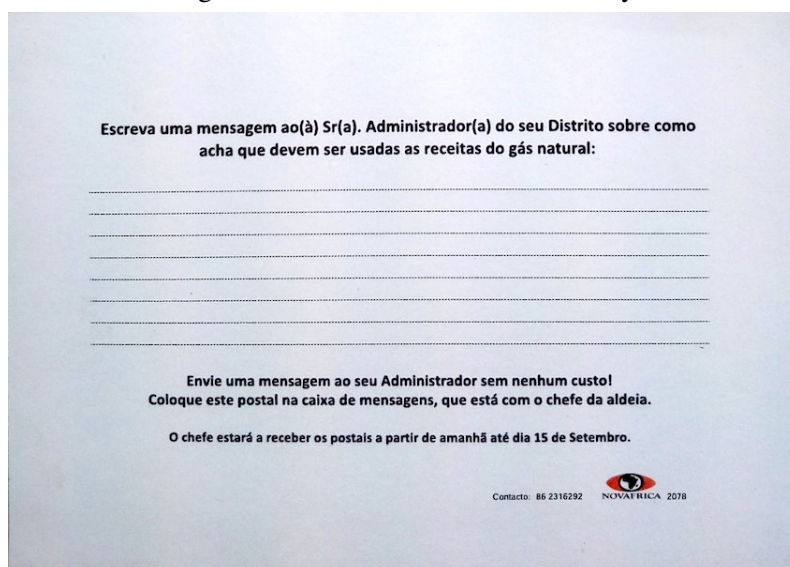 Escreva uma mensagem ao(à) Sr(a). Administrador(a) do seu Distrito sobre como
acha que devem ser usadas as receitas do gás natural:
Envie uma mensagem ao seu Administrador sem nenhum custo!
Coloque este postal na caixa de mensagens, que está com o chefe da aldeia.
O chefe estará a receber os postais a partir de amanhã até dia 15 de Setembro.
Contacto: 86 2316292 NOVAFRICA 2078